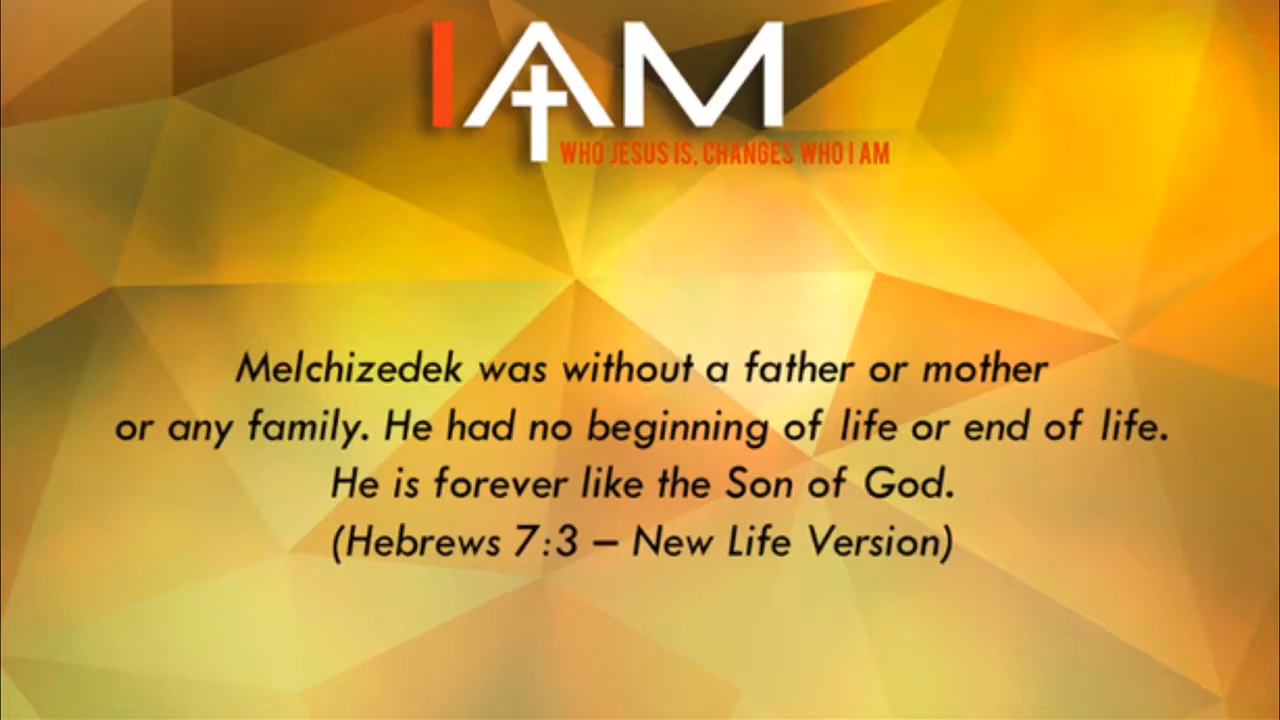 I AM
WHO JESUS IS, CHANGES WHO I AM
Melchizedek was without a father or mother
or any family. He had no beginning of life or end of life.
He is forever like the Son of God.
(Hebrews 7:3 – New Life Version)